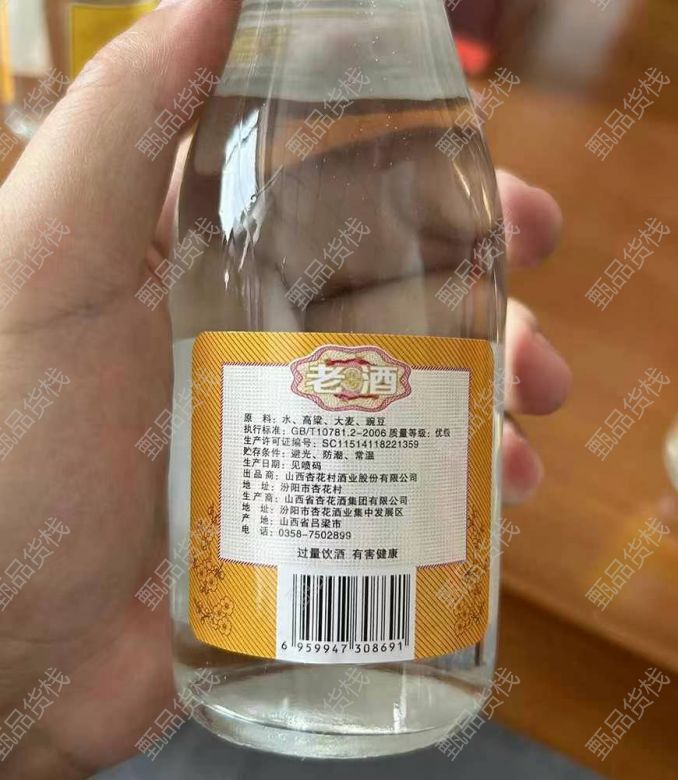 老酒
原 料:水、高粱、大麦、豌豆
执行标准:GB/T10781.2-2006 质量等级:优级
生产许可证编号:SC11514118221359
贮存条件:避光、防潮、常温
生产日期:见喷码
出品商:山西杏花村酒业股份有限公司
地 址:汾阳市杏花村
生产商:山西省杏花酒集团有限公司
地 址:汾阳市杏花酒业集中发展区
产 地:山西省吕梁市
电 话:0358-7502899
过量饮酒 有害健康
6 959947 308691
甄品货栈